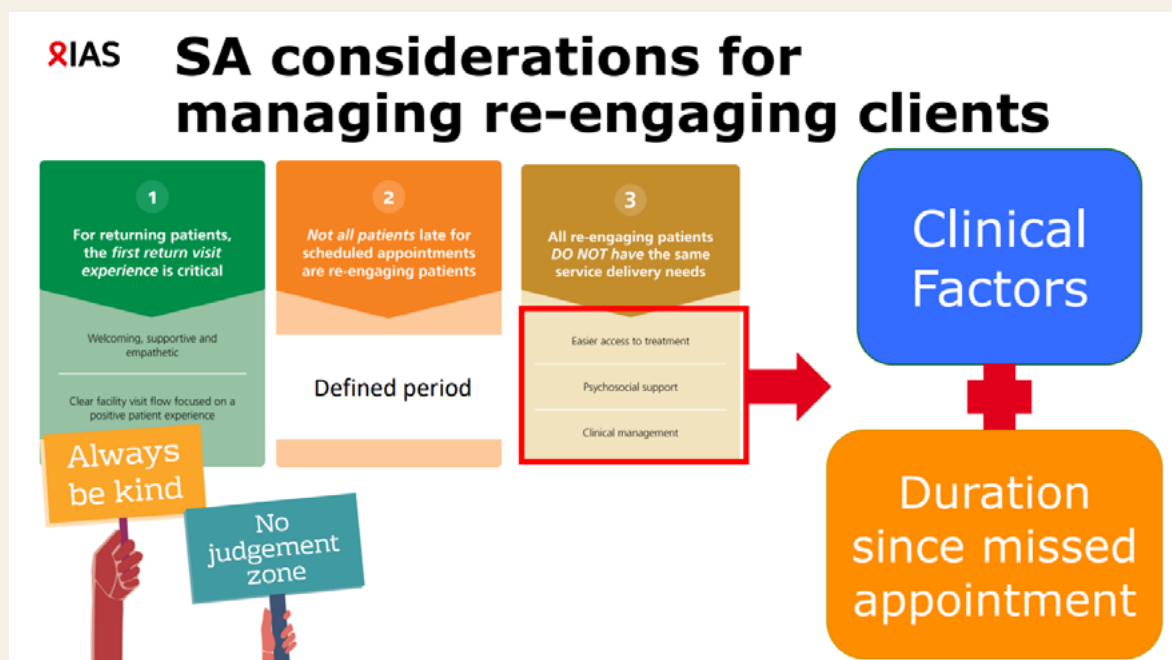 IAS
SA considerations for
managing re-engaging clients
1
For returning patients,
the first return visit
experience is critical
Welcoming, supportive and
empathetic
Clear facility visit flow focused on a
positive patient experience
Always
be kind
No
judgement
zone
2
Not all patients late for
scheduled appointments
are re-engaging patients
Defined period
3
All re-engaging patients
DO NOT have the same
service delivery needs
Easier access to treatment
Psychosocial support
Clinical management
Clinical
Factors
Duration
since missed
appointment